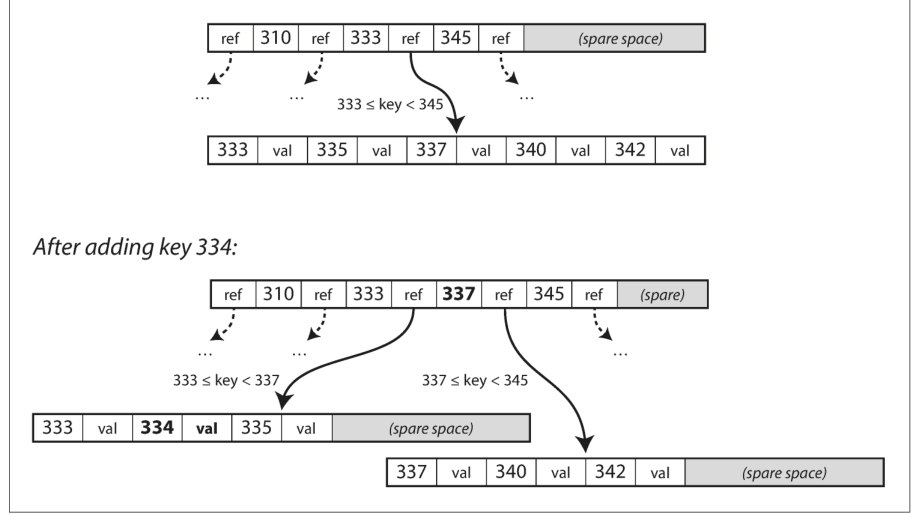 ref 310 ref 333 ref 345 ref (spare space)
... ... ...
333 ≤ key < 345
333 val 335 val 337 val 340 val 342 val
After adding key 334:
ref 310 ref 333 ref 337 ref 345 ref (spare)
... ... ...
333 ≤ key < 337 337 ≤ key < 345
333 val 334 val 335 val (spare space)
337 val 340 val 342 val (spare space)